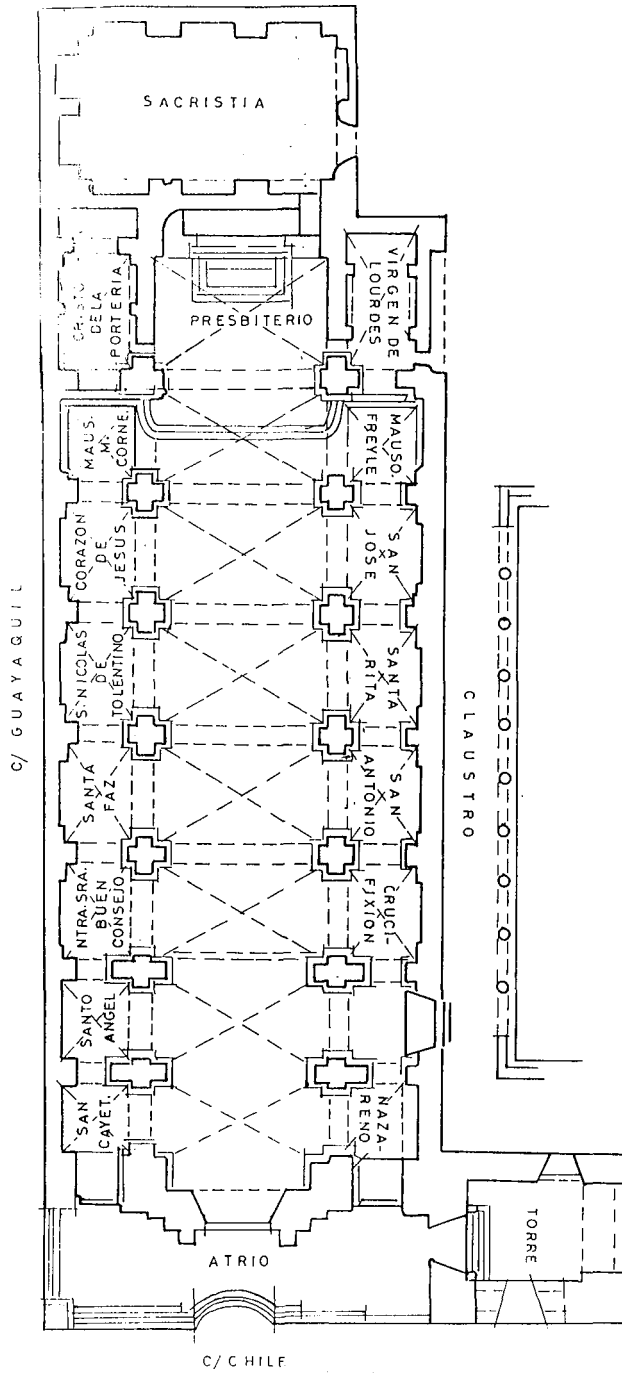 SACRISTIA
PRESBITERIO
CRISTO
DE LA
PORTERIA
VIRGEN DE
LOURDES
MAUS.
M.
CORNE.
MAUSO.
FREYLE
CORAZON
DE
JESUS
SAN
JOSE
S. NICOLAS
DE
TOLENTINO
SANTA
RITA
SANTA
FAZ
SAN
ANTONIO
NTRA. SRA.
BUEN
CONSEJO
CRUCI-
FIXION
SANTO
ANGEL
SAN
CAYET.
NAZA-
RENO
C/ GUAYAQUIL
CLAUSTRO
ATRIO
TORRE
C/ CHILE